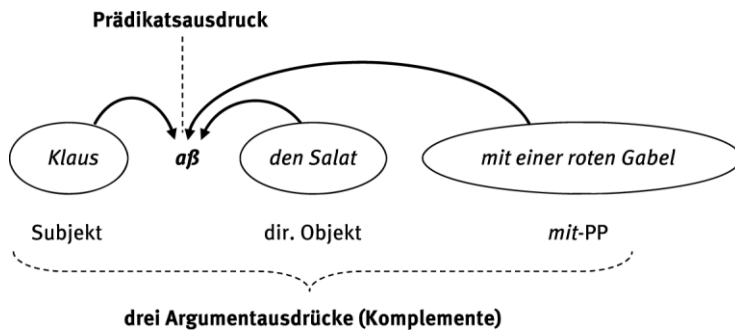 Prädikatsausdruck
Klaus aß den Salat mit einer roten Gabel
Subjekt dir. Objekt mit-PP
drei Argumentausdrücke (Komplemente)